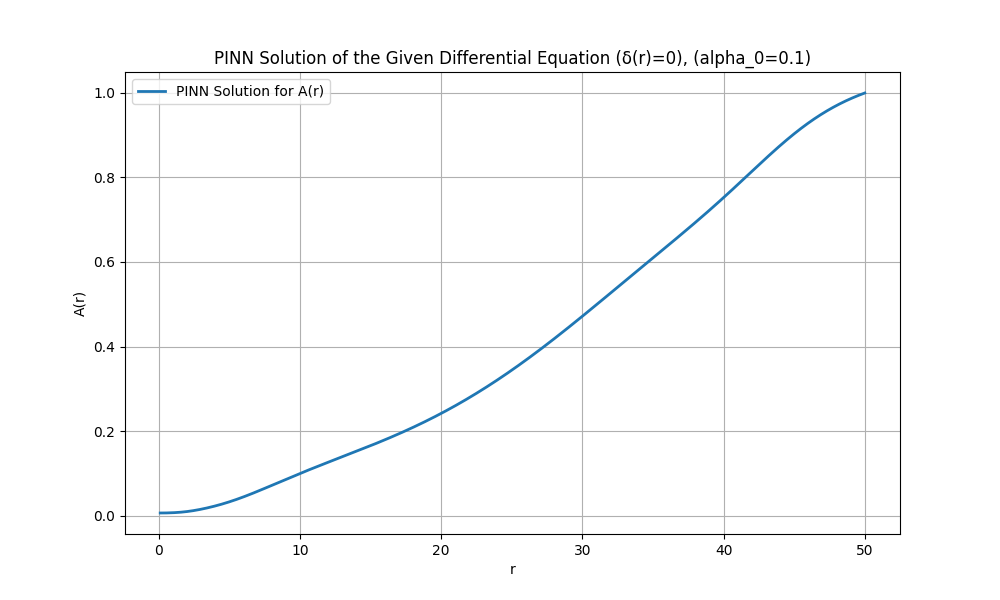 PINN Solution of the Given Differential Equation (δ(r)=0), (alpha_0=0.1)
PINN Solution for A(r)
1.0
0.8
0.6
0.4
0.2
0.0
A(r)
0 10 20 30 40 50
r